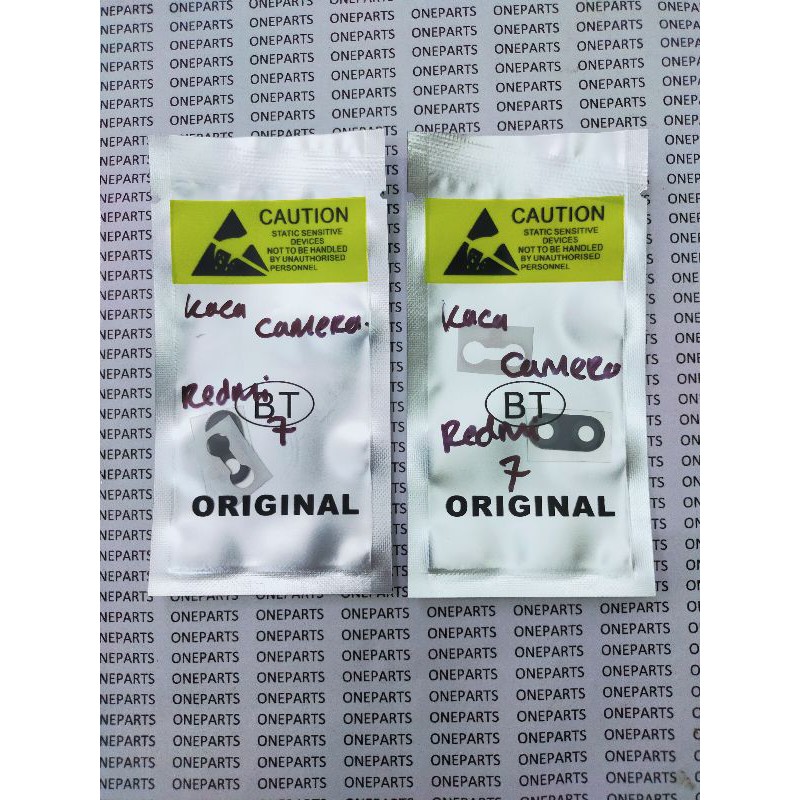 CAUTION
STATIC SENSITIVE
DEVICES
NOT TO BE HANDLED
BY UNAUTHORISED
PERSONNEL
Kaca
Camera
Redmi
BT
7
ORIGINAL
CAUTION
STATIC SENSITIVE
DEVICES
NOT TO BE HANDLED
BY UNAUTHORISED
PERSONNEL
Kaca
Camera
BT
Redmi
7
ORIGINAL
ONEPARTS ONEPARTS ONEPARTS ONEPARTS ONEPARTS ONEPARTS ONEPARTS